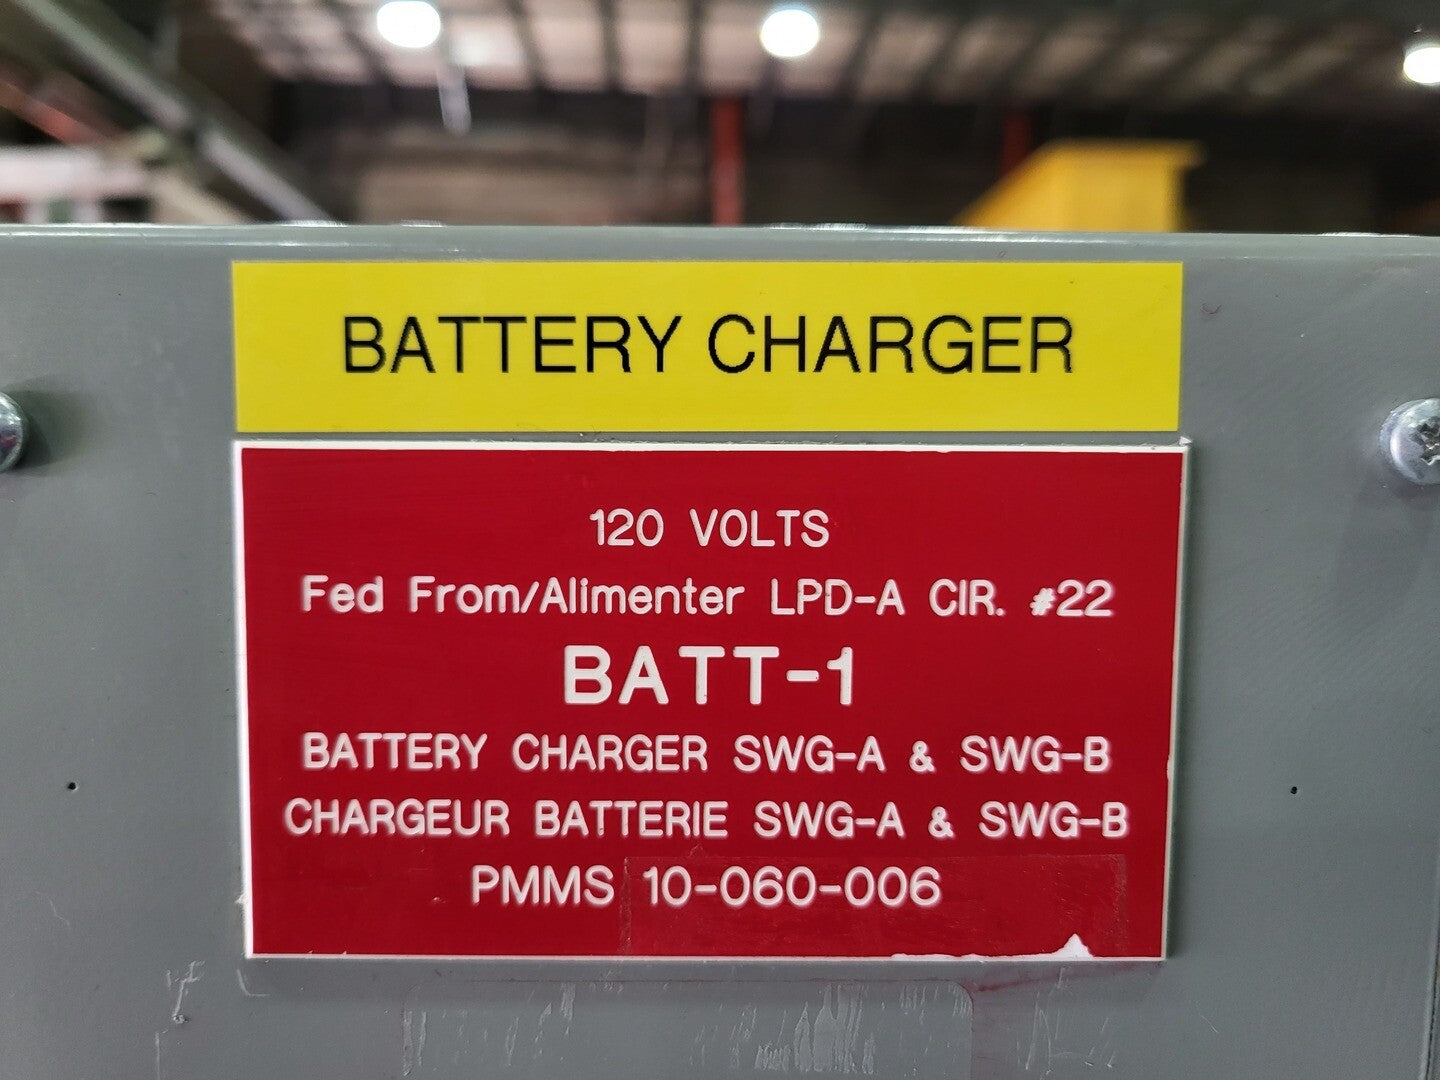 BATTERY CHARGER
120 VOLTS
Fed From/Alimenter LPD-A CIR. #22
BATT-1
BATTERY CHARGER SWG-A & SWG-B
CHARGEUR BATTERIE SWG-A & SWG-B
PMMS 10-060-006